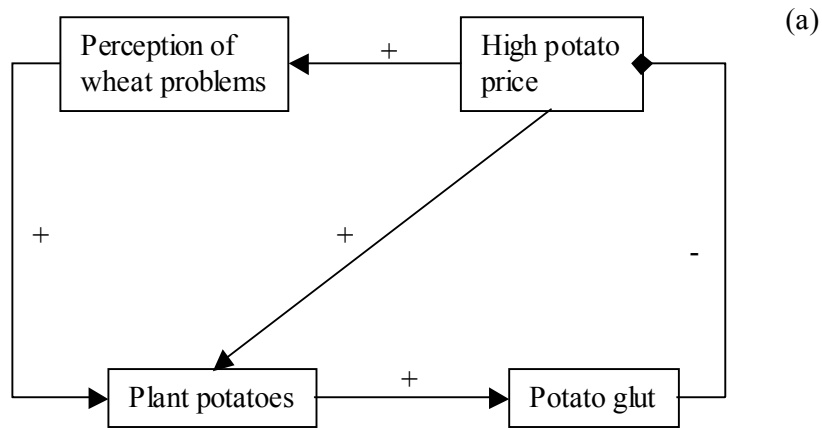 (a)
Perception of
wheat problems
+
High potato
price
+
+
-
Plant potatoes
+
Potato glut